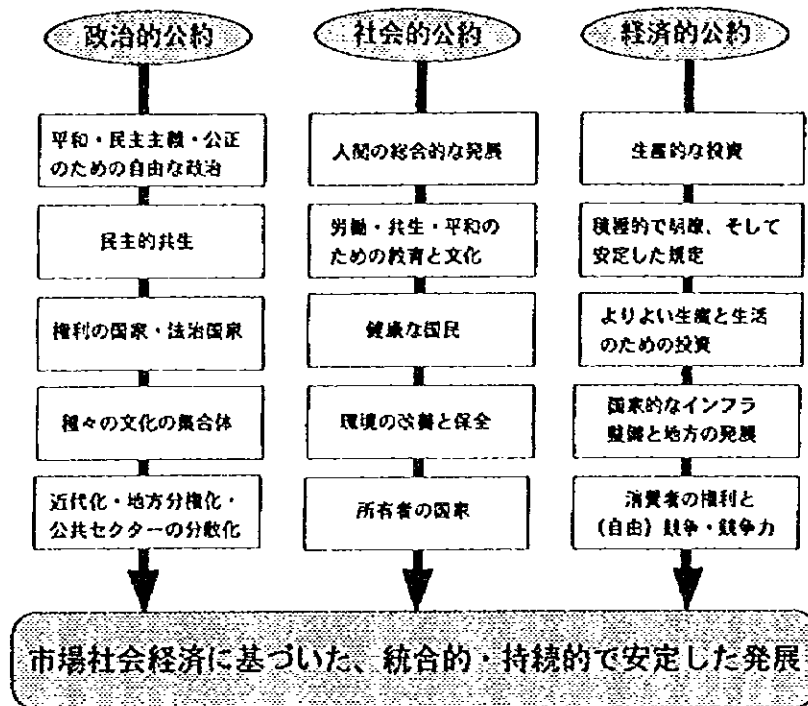 政治的公約
平和・民主主義・公正
のための自由な政治
民主的共生
権利の国家・法治国家
種々の文化の集合体
近代化・地方分権化・
公共セクターの分散化
社会的公約
人間の総合的な発展
労働・共生・平和の
ための教育と文化
健康な国民
環境の改善と保全
所有者の国家
経済的公約
生産的な投資
積極的で明瞭、そして
安定した規定
よりよい生産と生活
のための投資
国家的なインフラ
整備と地方の発展
消費者の権利と
(自由) 競争・競争力
市場社会経済に基づいた、統合的・持続的で安定した発展